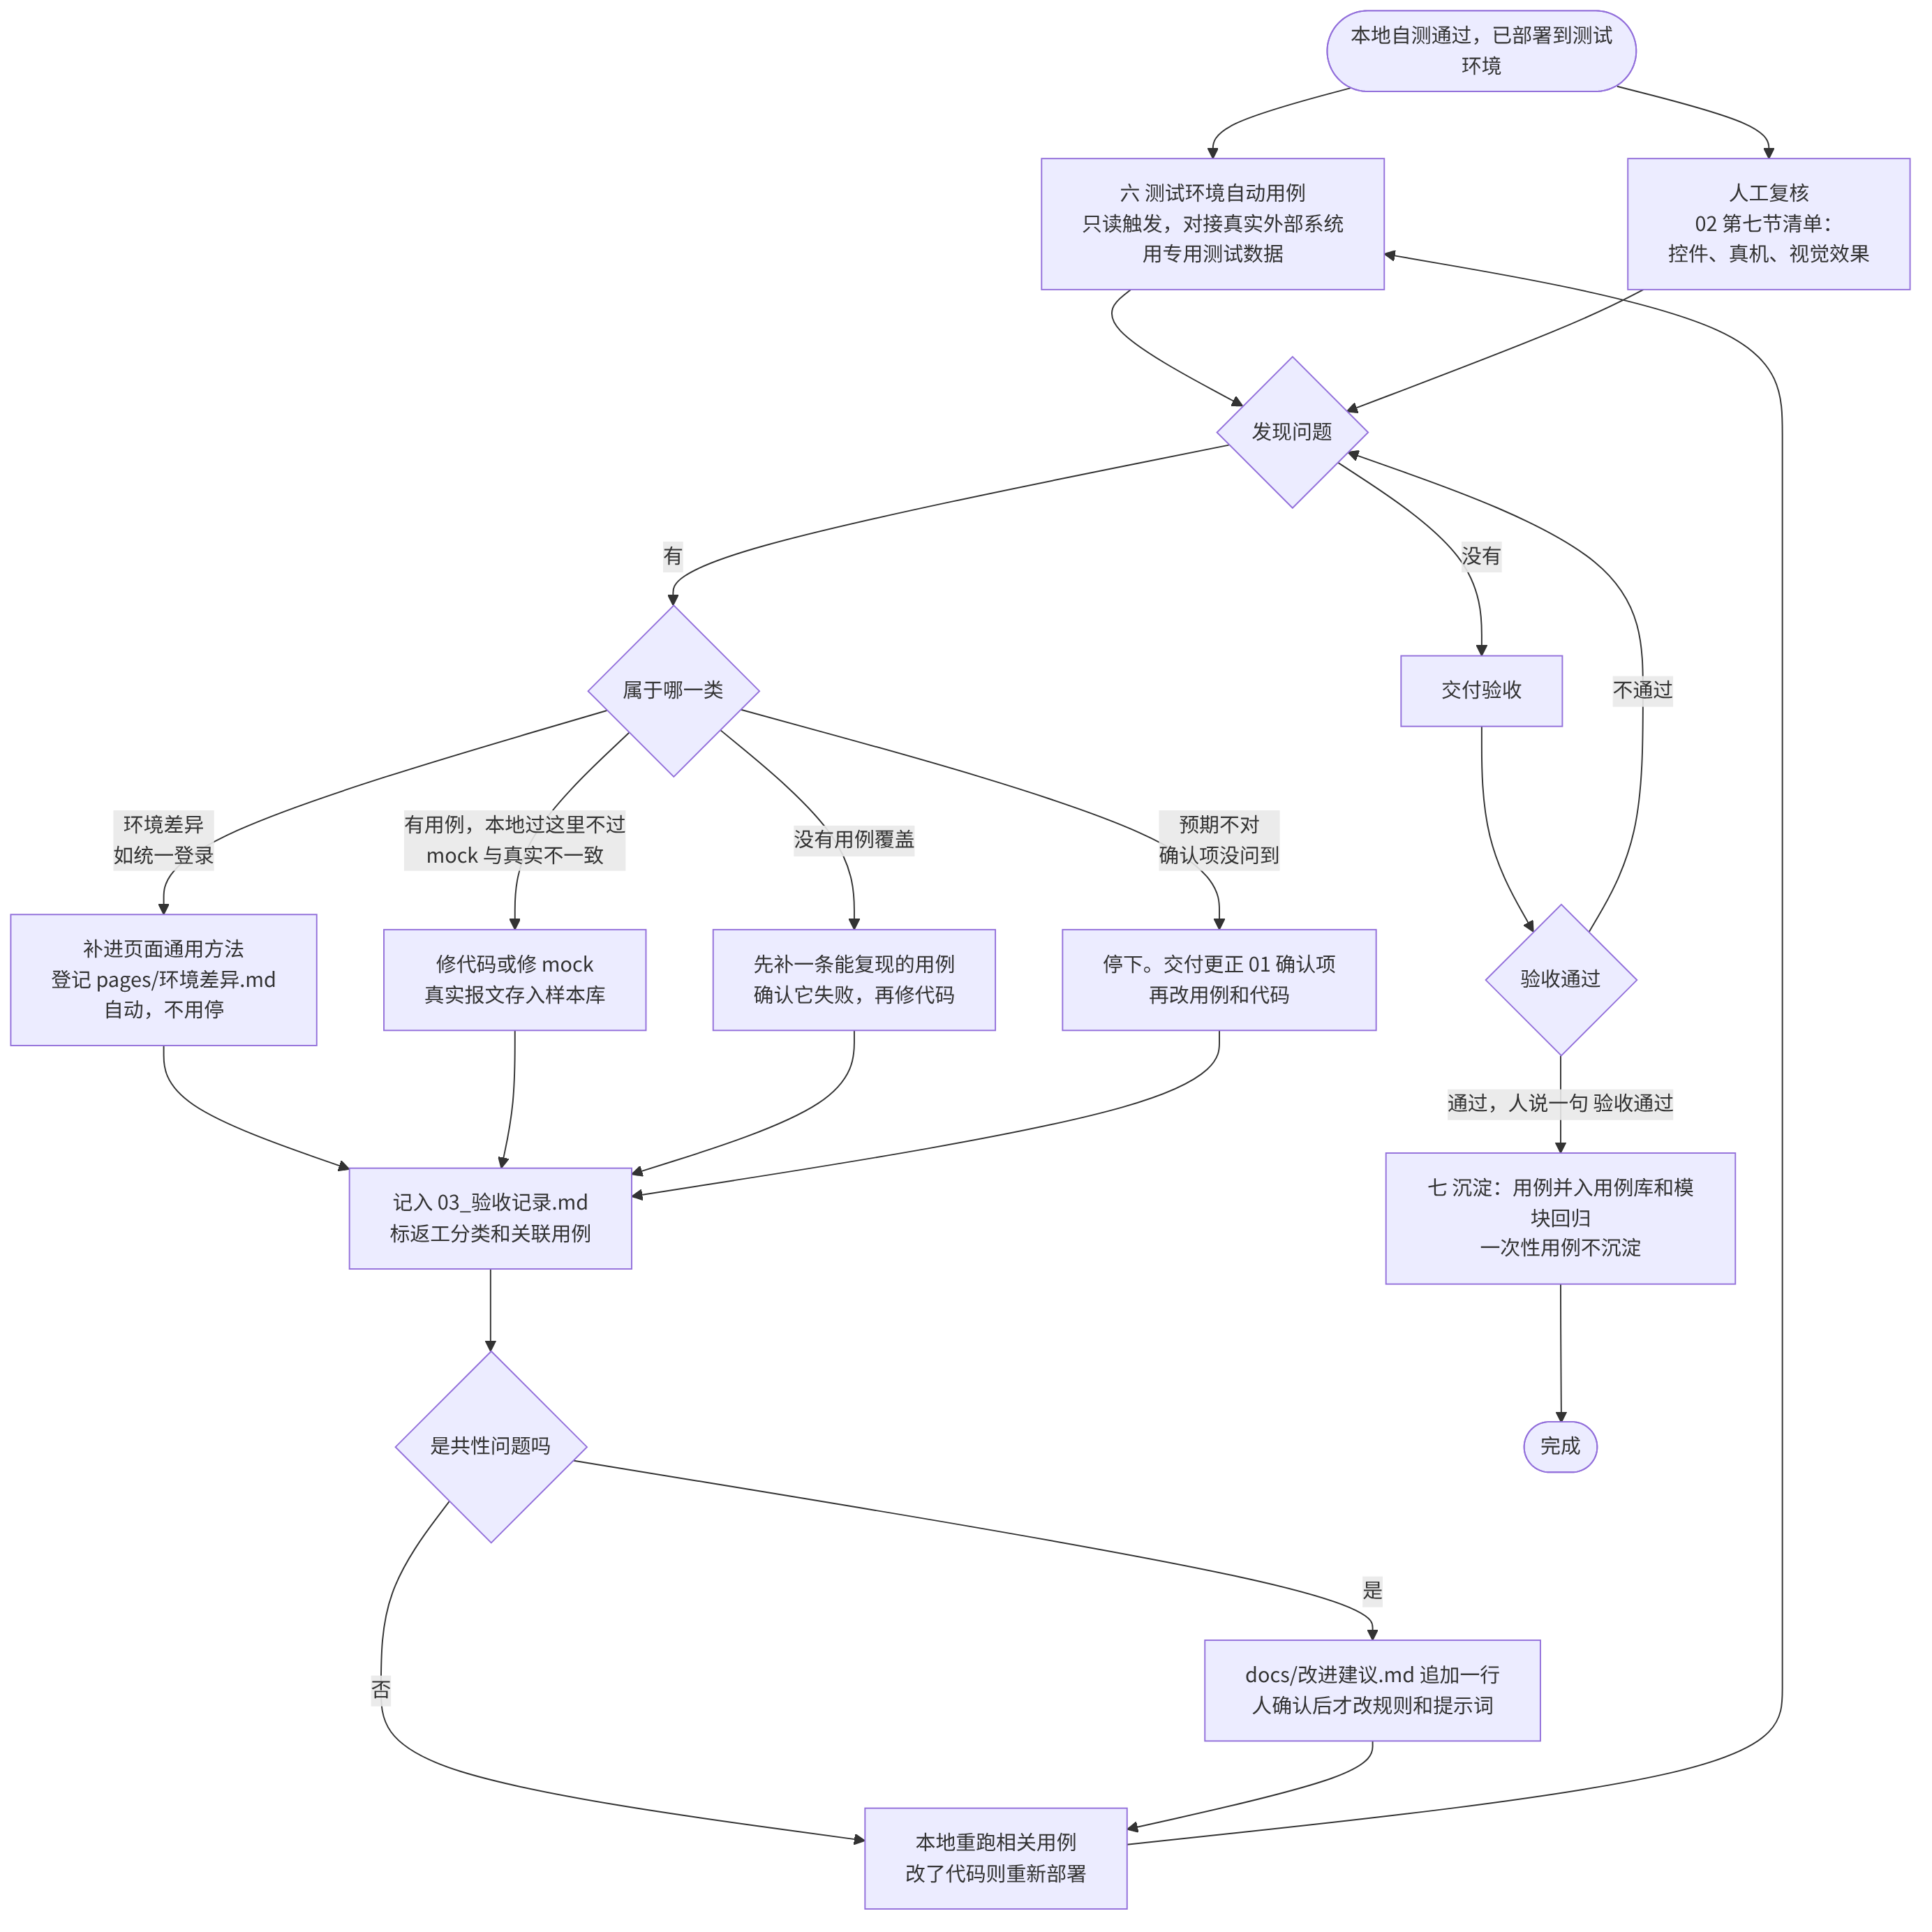 本地自测通过，已部署到测试
环境
六 测试环境自动用例
只读触发，对接真实外部系统
用专用测试数据
人工复核
02 第七节清单：
控件、真机、视觉效果
发现问题
有
没有
属于哪一类
交付验收
不通过
环境差异
如统一登录
有用例，本地过这里不过
mock 与真实不一致
没有用例覆盖
预期不对
确认项没问到
补进页面通用方法
登记 pages/环境差异.md
自动，不用停
修代码或修 mock
真实报文存入样本库
先补一条能复现的用例
确认它失败，再修代码
停下。交付更正 01 确认项
再改用例和代码
验收通过
通过，人说一句 验收通过
记入 03_验收记录.md
标返工分类和关联用例
七 沉淀：用例并入用例库和模
块回归
一次性用例不沉淀
是共性问题吗
完成
是
否
docs/改进建议.md 追加一行
人确认后才改规则和提示词
本地重跑相关用例
改了代码则重新部署